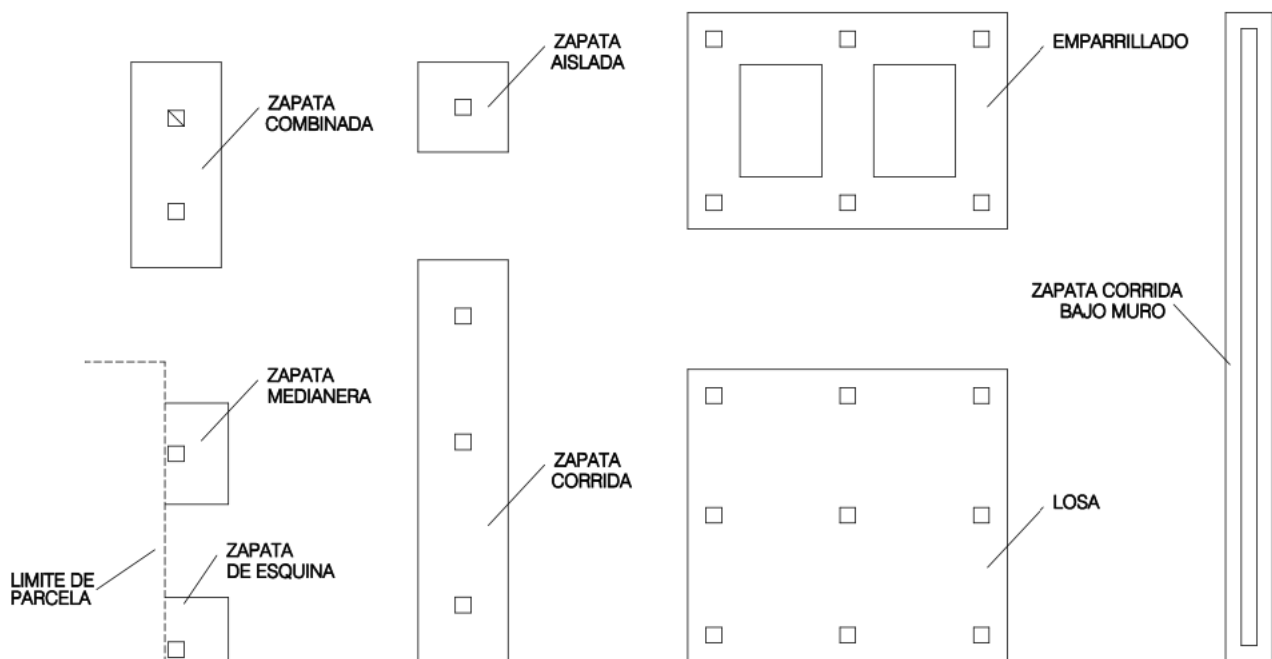 ZAPATA
COMBINADA
ZAPATA
AISLADA
EMPARRILLADO
ZAPATA CORRIDA
BAJO MURO
ZAPATA
MEDIANERA
ZAPATA
CORRIDA
LOSA
ZAPATA
DE ESQUINA
LIMITE DE
PARCELA